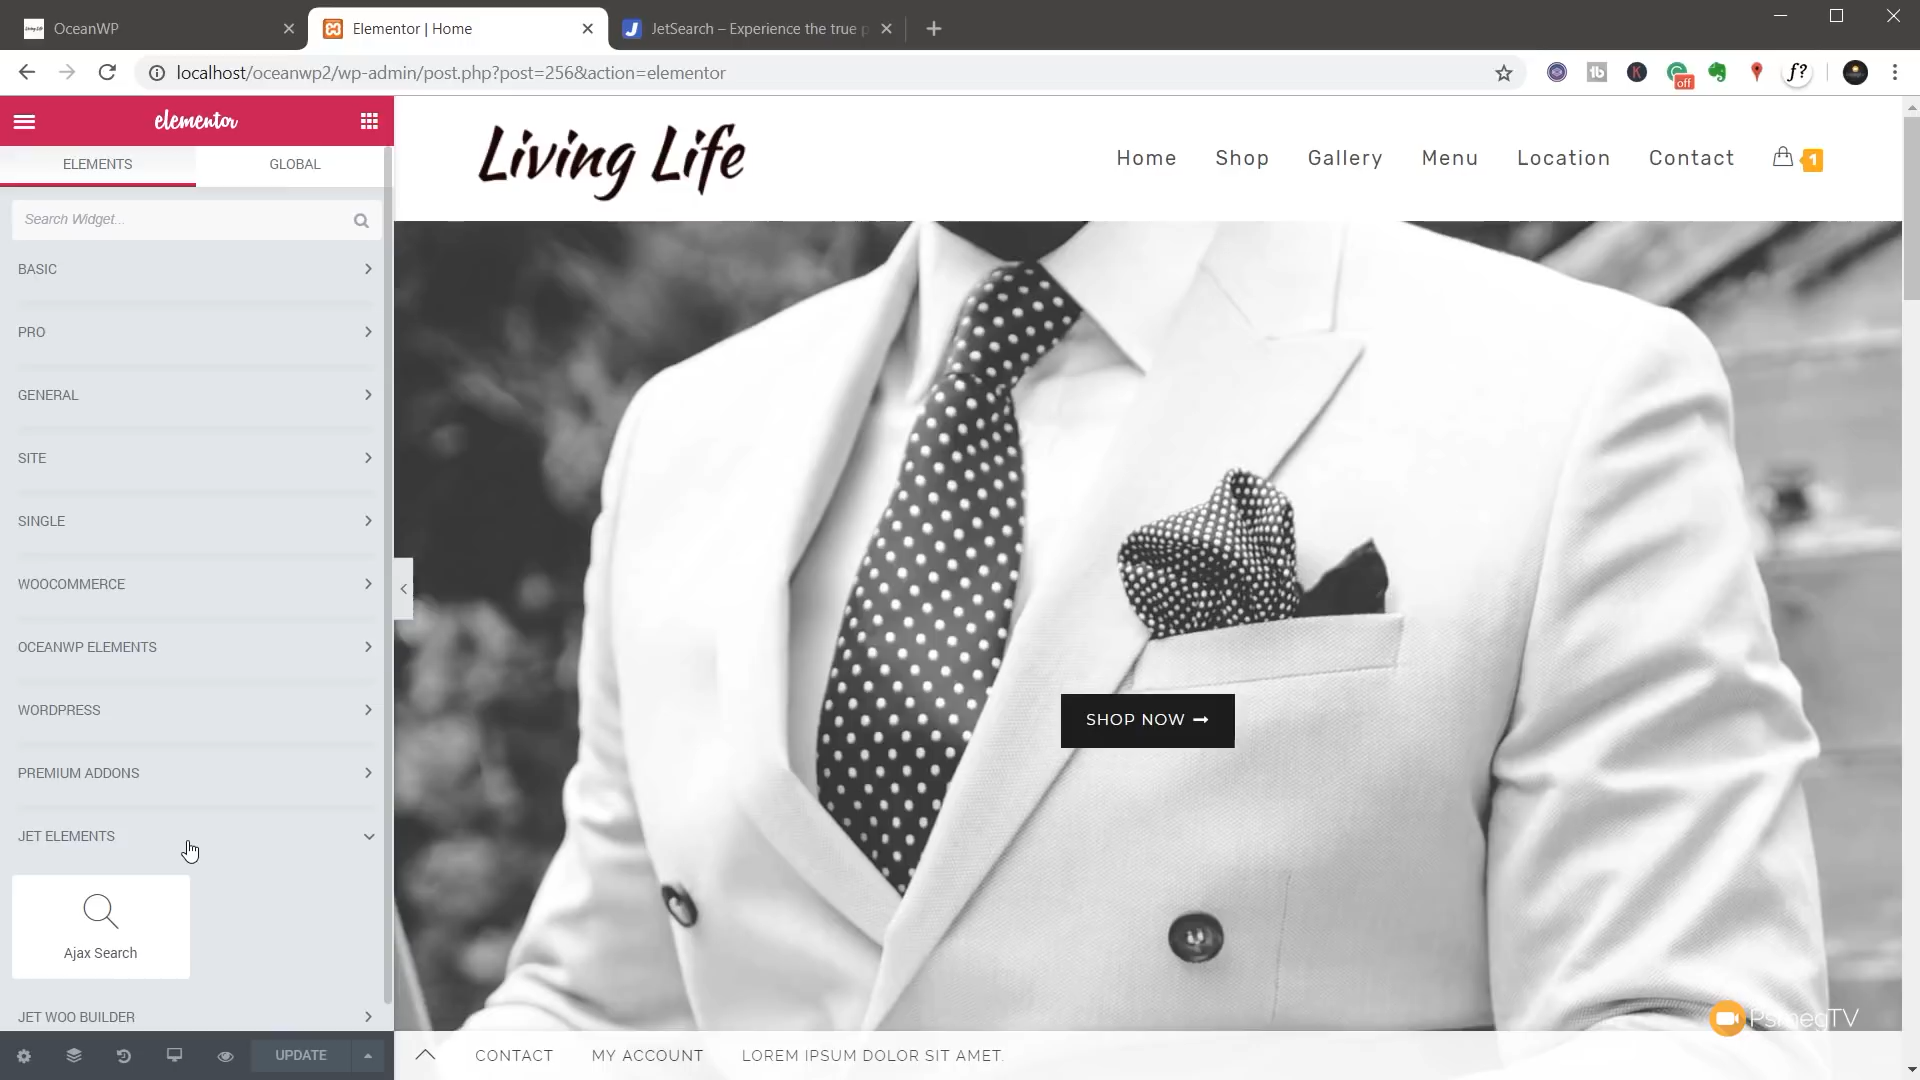 OceanWP
Elementor | Home
JetSearch – Experience the true p
localhost/oceanwp2/wp-admin/post.php?post=256&action=elementor
off
f?
elementor
ELEMENTS
GLOBAL
Search Widget...
BASIC
PRO
GENERAL
SITE
SINGLE
WOOCOMMERCE
OCEANWP ELEMENTS
WORDPRESS
PREMIUM ADDONS
JET ELEMENTS
Ajax Search
JET WOO BUILDER
UPDATE
Living Life
Home
Shop
Gallery
Menu
Location
Contact
1
SHOP NOW
CONTACT
MY ACCOUNT
LOREM IPSUM DOLOR SIT AMET.
PsmegTV